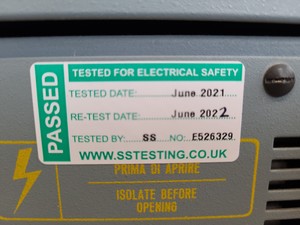 PASSED
TESTED FOR ELECTRICAL SAFETY
TESTED DATE: June 2021
RE-TEST DATE: June 2022
TESTED BY: SS NO: E526329
WWW.SSTESTING.CO.UK
PRIMA DI APRIRE
ISOLATE BEFORE
OPENING